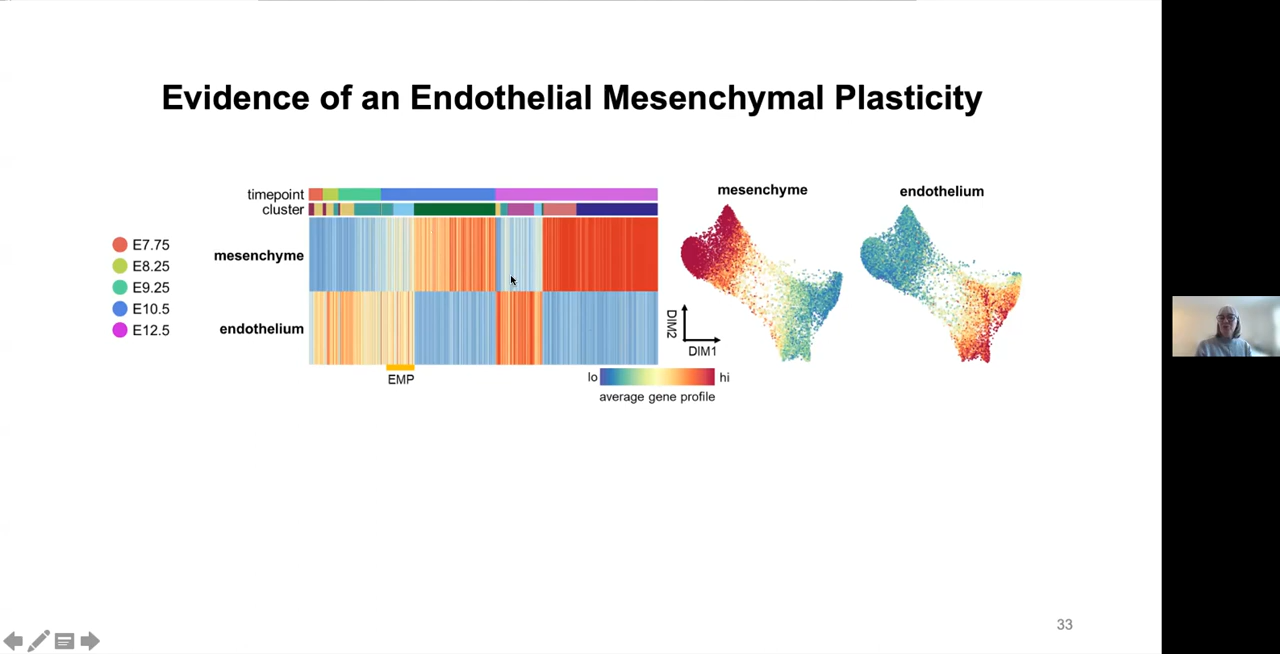 Evidence of an Endothelial Mesenchymal Plasticity
timepoint
cluster
mesenchyme
endothelium
E7.75
E8.25
E9.25
E10.5
E12.5
EMP
mesenchyme
endothelium
DIM2
DIM1
lo
hi
average gene profile
33